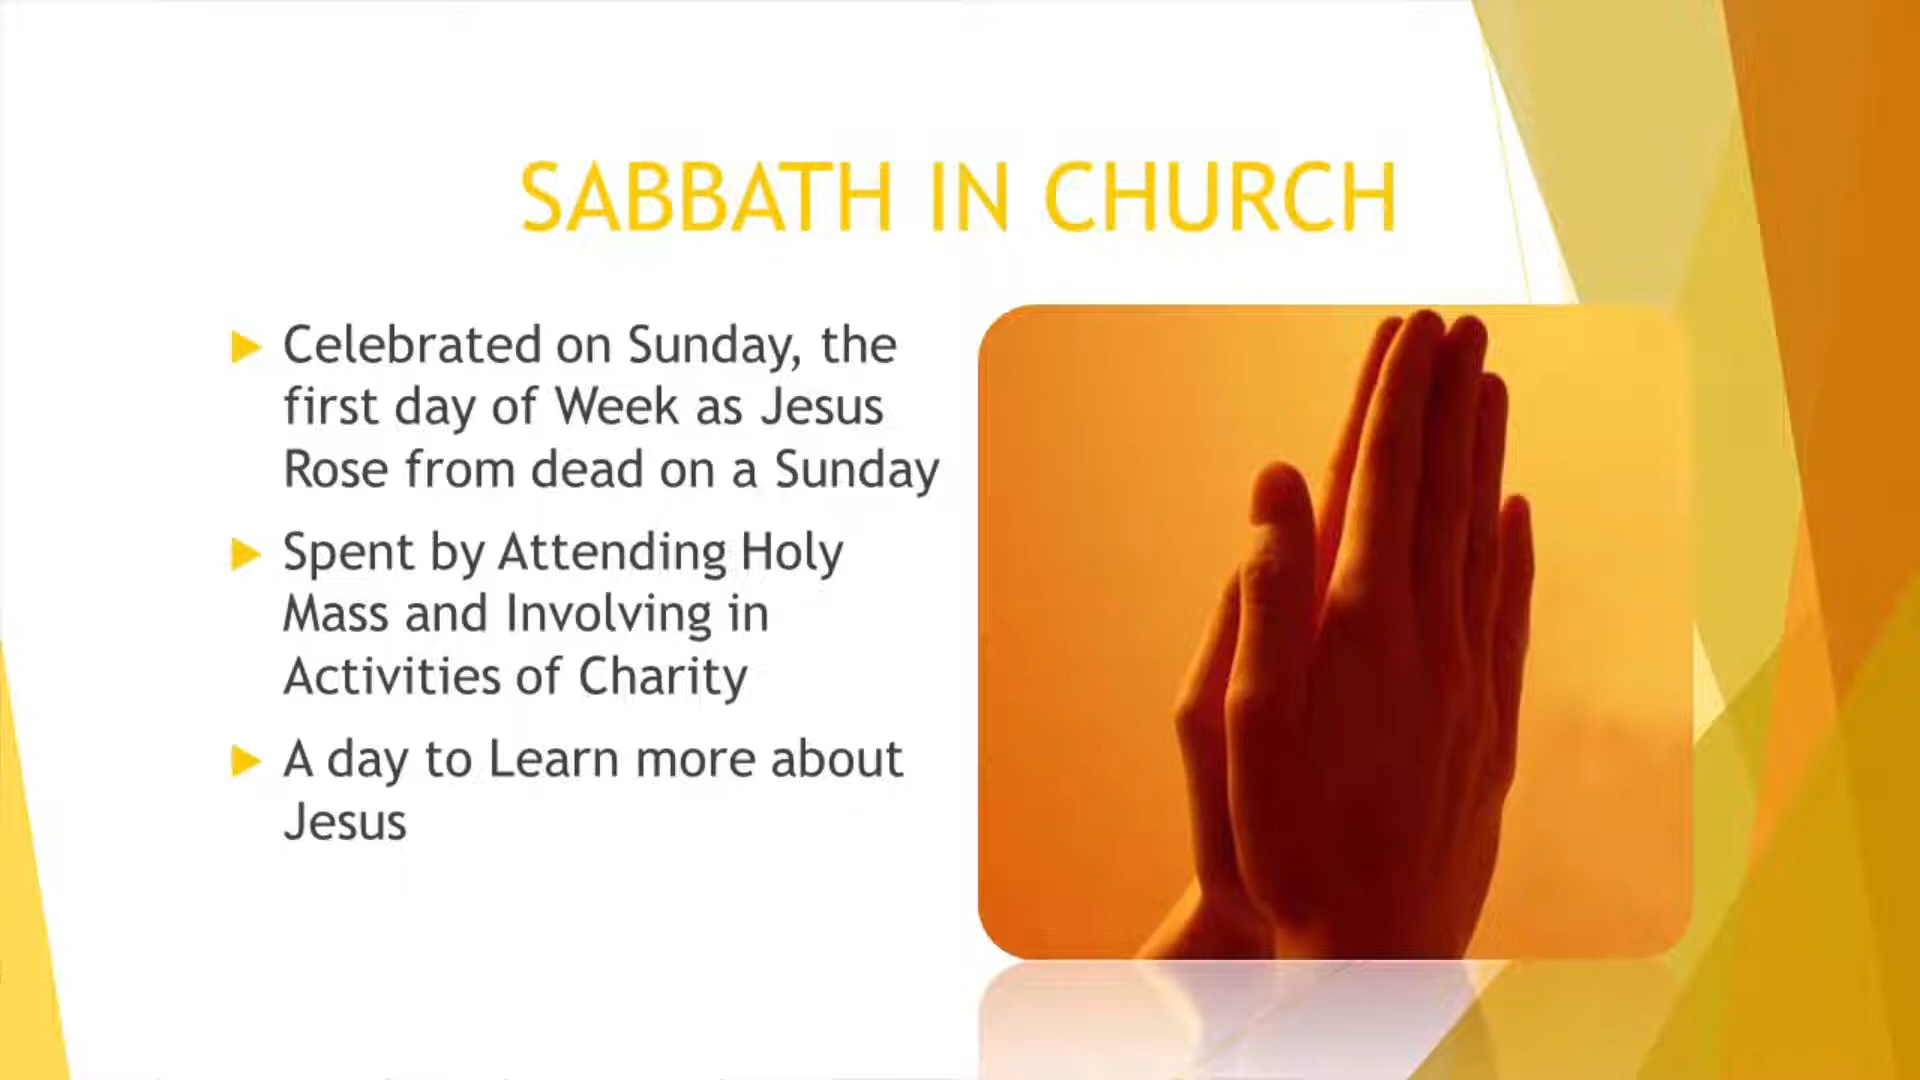 SABBATH IN CHURCH
Celebrated on Sunday, the
first day of Week as Jesus
Rose from dead on a Sunday
Spent by Attending Holy
Mass and Involving in
Activities of Charity
A day to Learn more about
Jesus